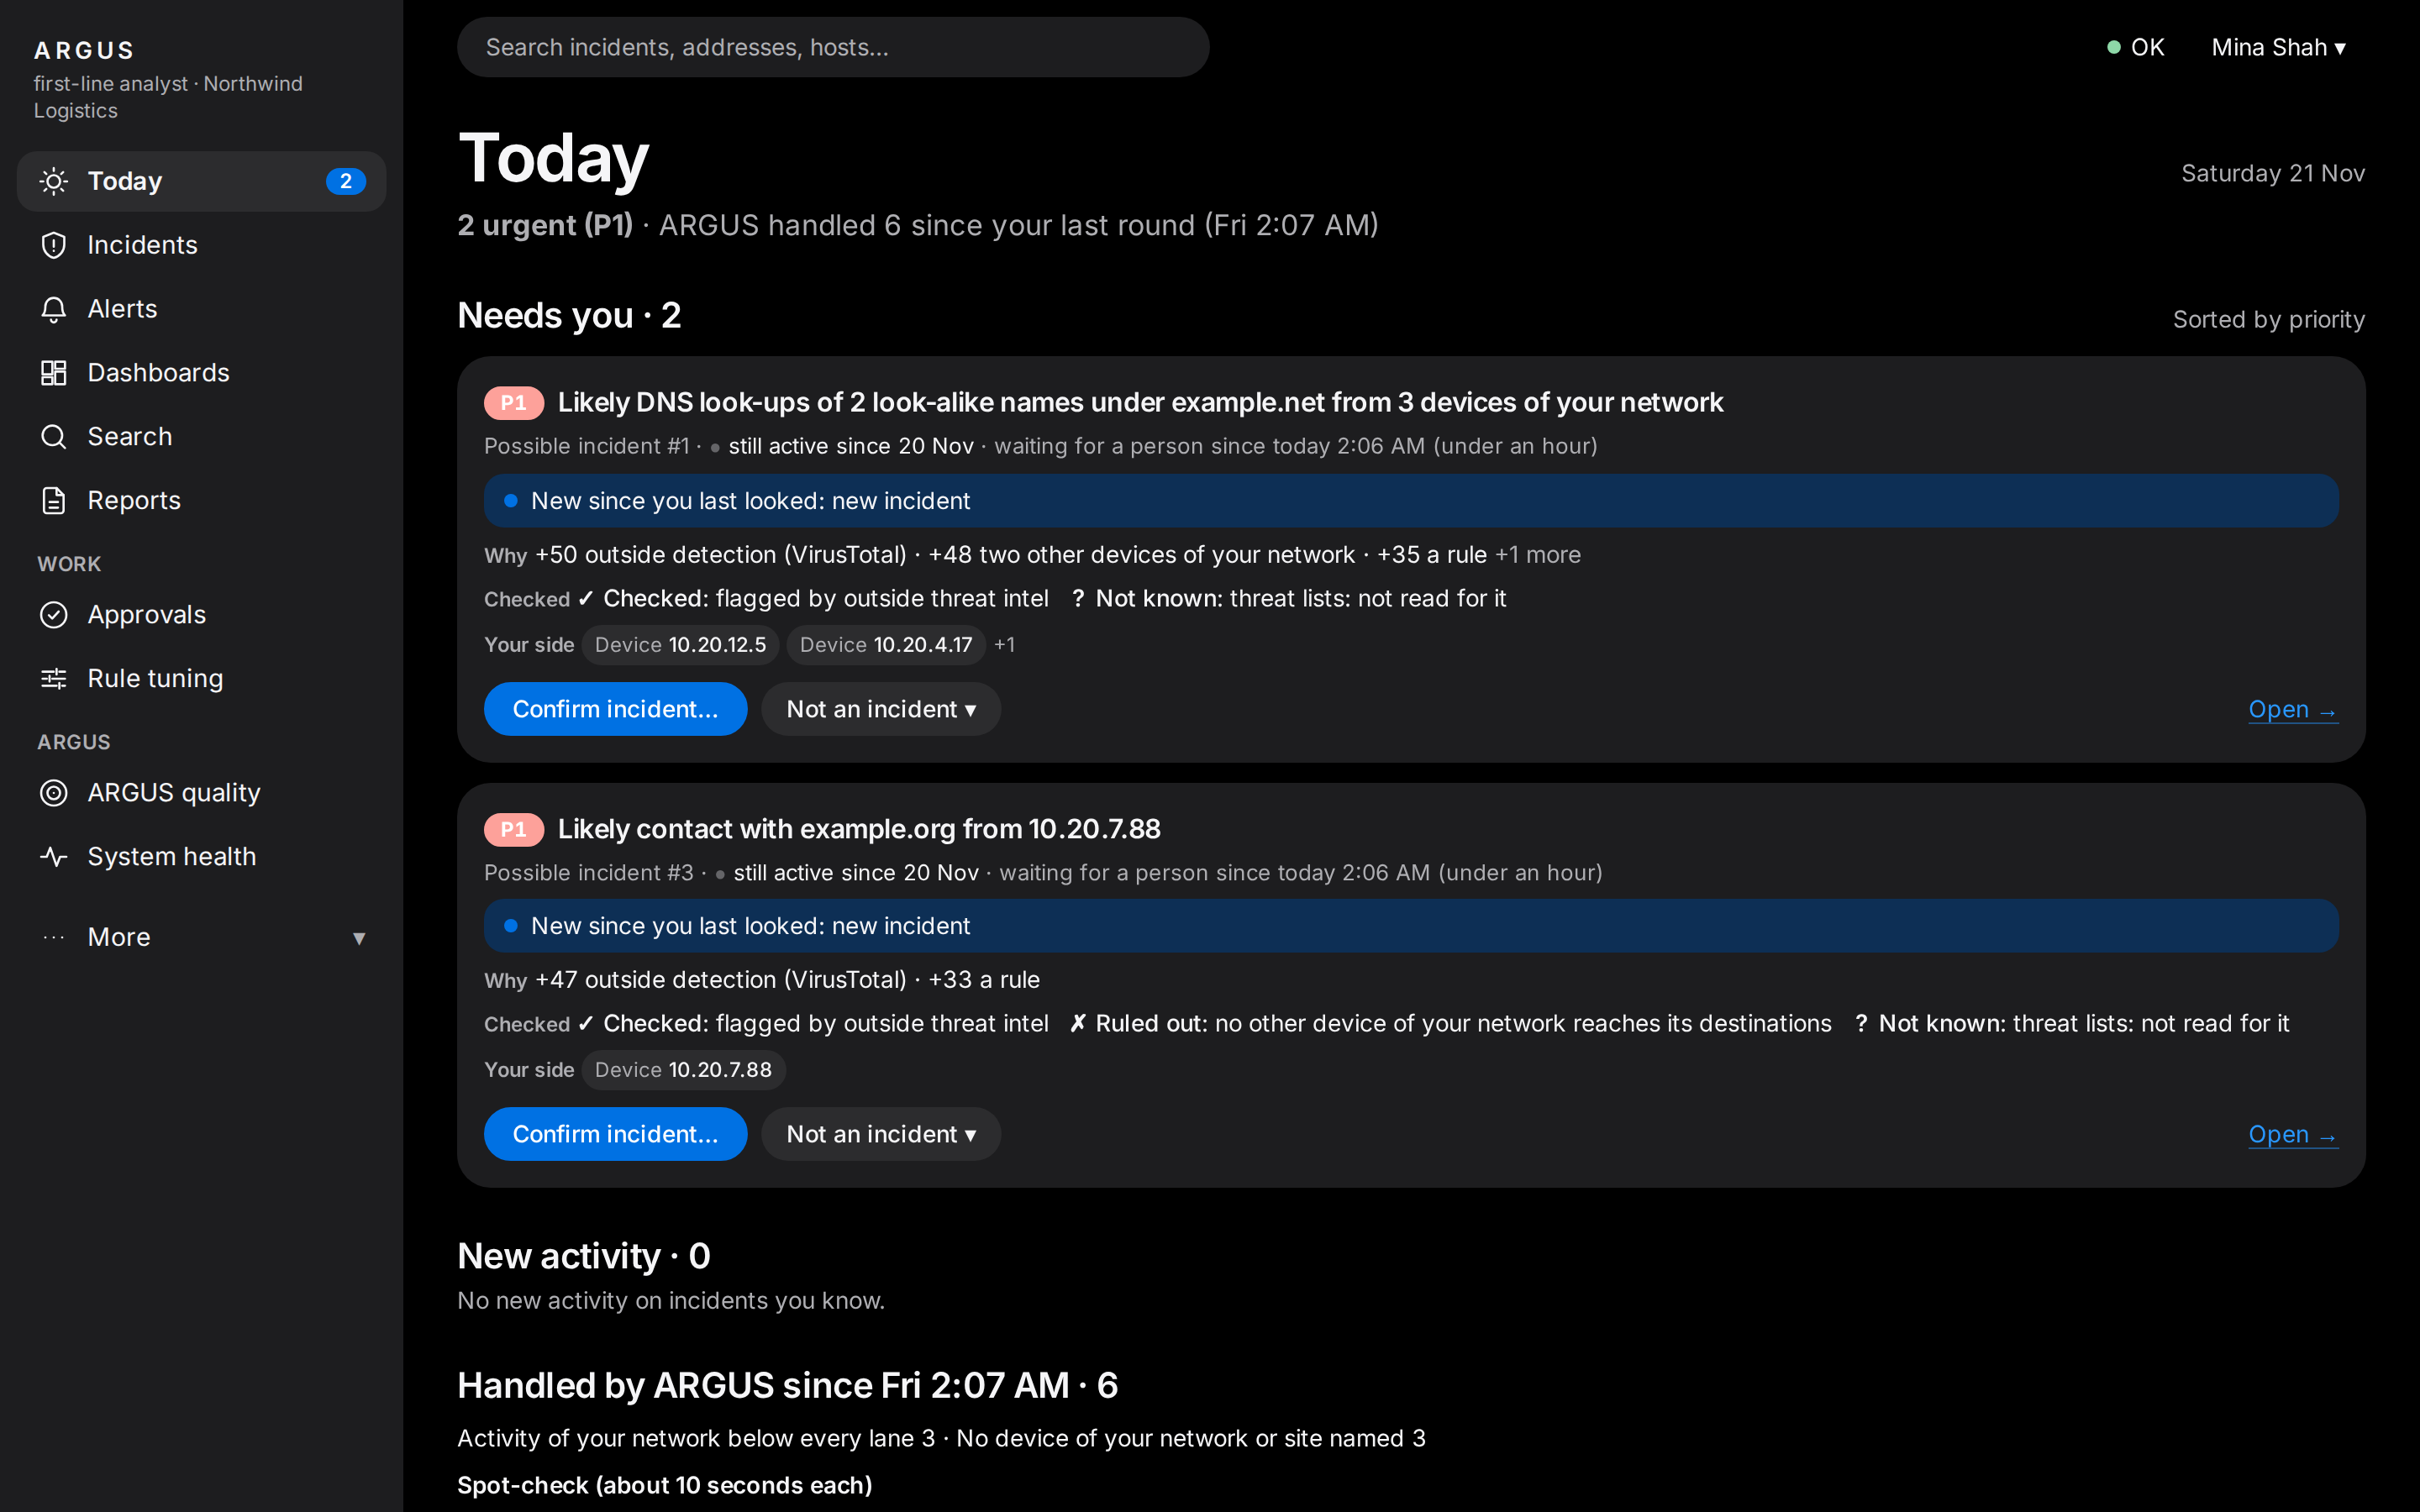 ARGUS
first-line analyst · Northwind
Logistics
Today 2
Incidents
Alerts
Dashboards
Search
Reports
WORK
Approvals
Rule tuning
ARGUS
ARGUS quality
System health
··· More ▾
Search incidents, addresses, hosts...
OK
Mina Shah ▾
Today
Saturday 21 Nov
2 urgent (P1) · ARGUS handled 6 since your last round (Fri 2:07 AM)
Needs you · 2
Sorted by priority
P1 Likely DNS look-ups of 2 look-alike names under example.net from 3 devices of your network
Possible incident #1 · ● still active since 20 Nov · waiting for a person since today 2:06 AM (under an hour)
New since you last looked: new incident
Why +50 outside detection (VirusTotal) · +48 two other devices of your network · +35 a rule +1 more
Checked ✓ Checked: flagged by outside threat intel ? Not known: threat lists: not read for it
Your side Device 10.20.12.5 Device 10.20.4.17 +1
Confirm incident... Not an incident ▾ Open →
P1 Likely contact with example.org from 10.20.7.88
Possible incident #3 · ● still active since 20 Nov · waiting for a person since today 2:06 AM (under an hour)
New since you last looked: new incident
Why +47 outside detection (VirusTotal) · +33 a rule
Checked ✓ Checked: flagged by outside threat intel ✗ Ruled out: no other device of your network reaches its destinations ? Not known: threat lists: not read for it
Your side Device 10.20.7.88
Confirm incident... Not an incident ▾ Open →
New activity · 0
No new activity on incidents you know.
Handled by ARGUS since Fri 2:07 AM · 6
Activity of your network below every lane 3 · No device of your network or site named 3
Spot-check (about 10 seconds each)